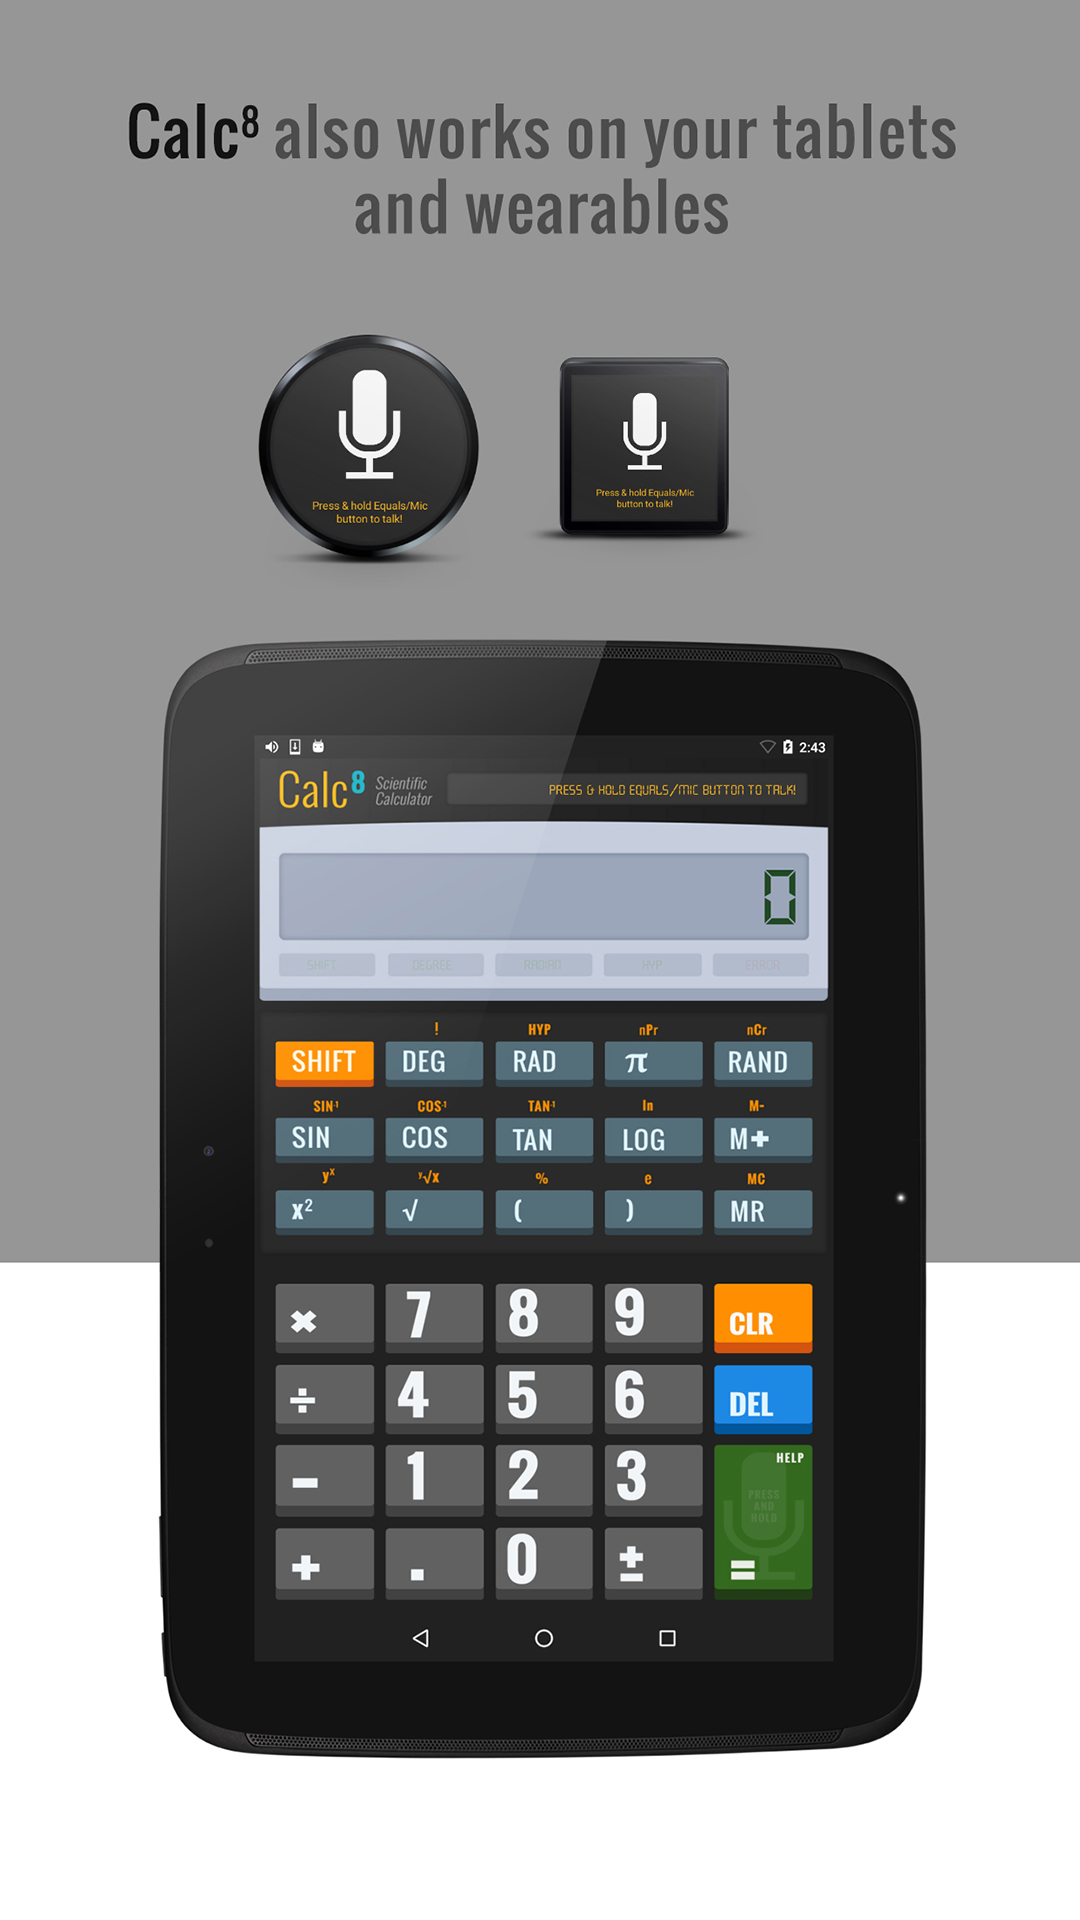 Calc⁸ also works on your tablets
and wearables
Press & hold Equals/Mic
button to talk!
Press & hold Equals/Mic
button to talk!
2:43
Calc⁸ Scientific
Calculator
PRESS & HOLD EQUALS/MIC BUTTON TO TALK!
0
SHIFT DEGREE RADIAN HYP ERROR
! HYP nPr nCr
SHIFT DEG RAD π RAND
SIN⁻¹ COS⁻¹ TAN⁻¹ ln M-
SIN COS TAN LOG M+
yˣ ʸ√x % e MC
x² √ ( ) MR
× 7 8 9 CLR
÷ 4 5 6 DEL
− 1 2 3 HELP
PRESS
AND
HOLD
+ . 0 ± =